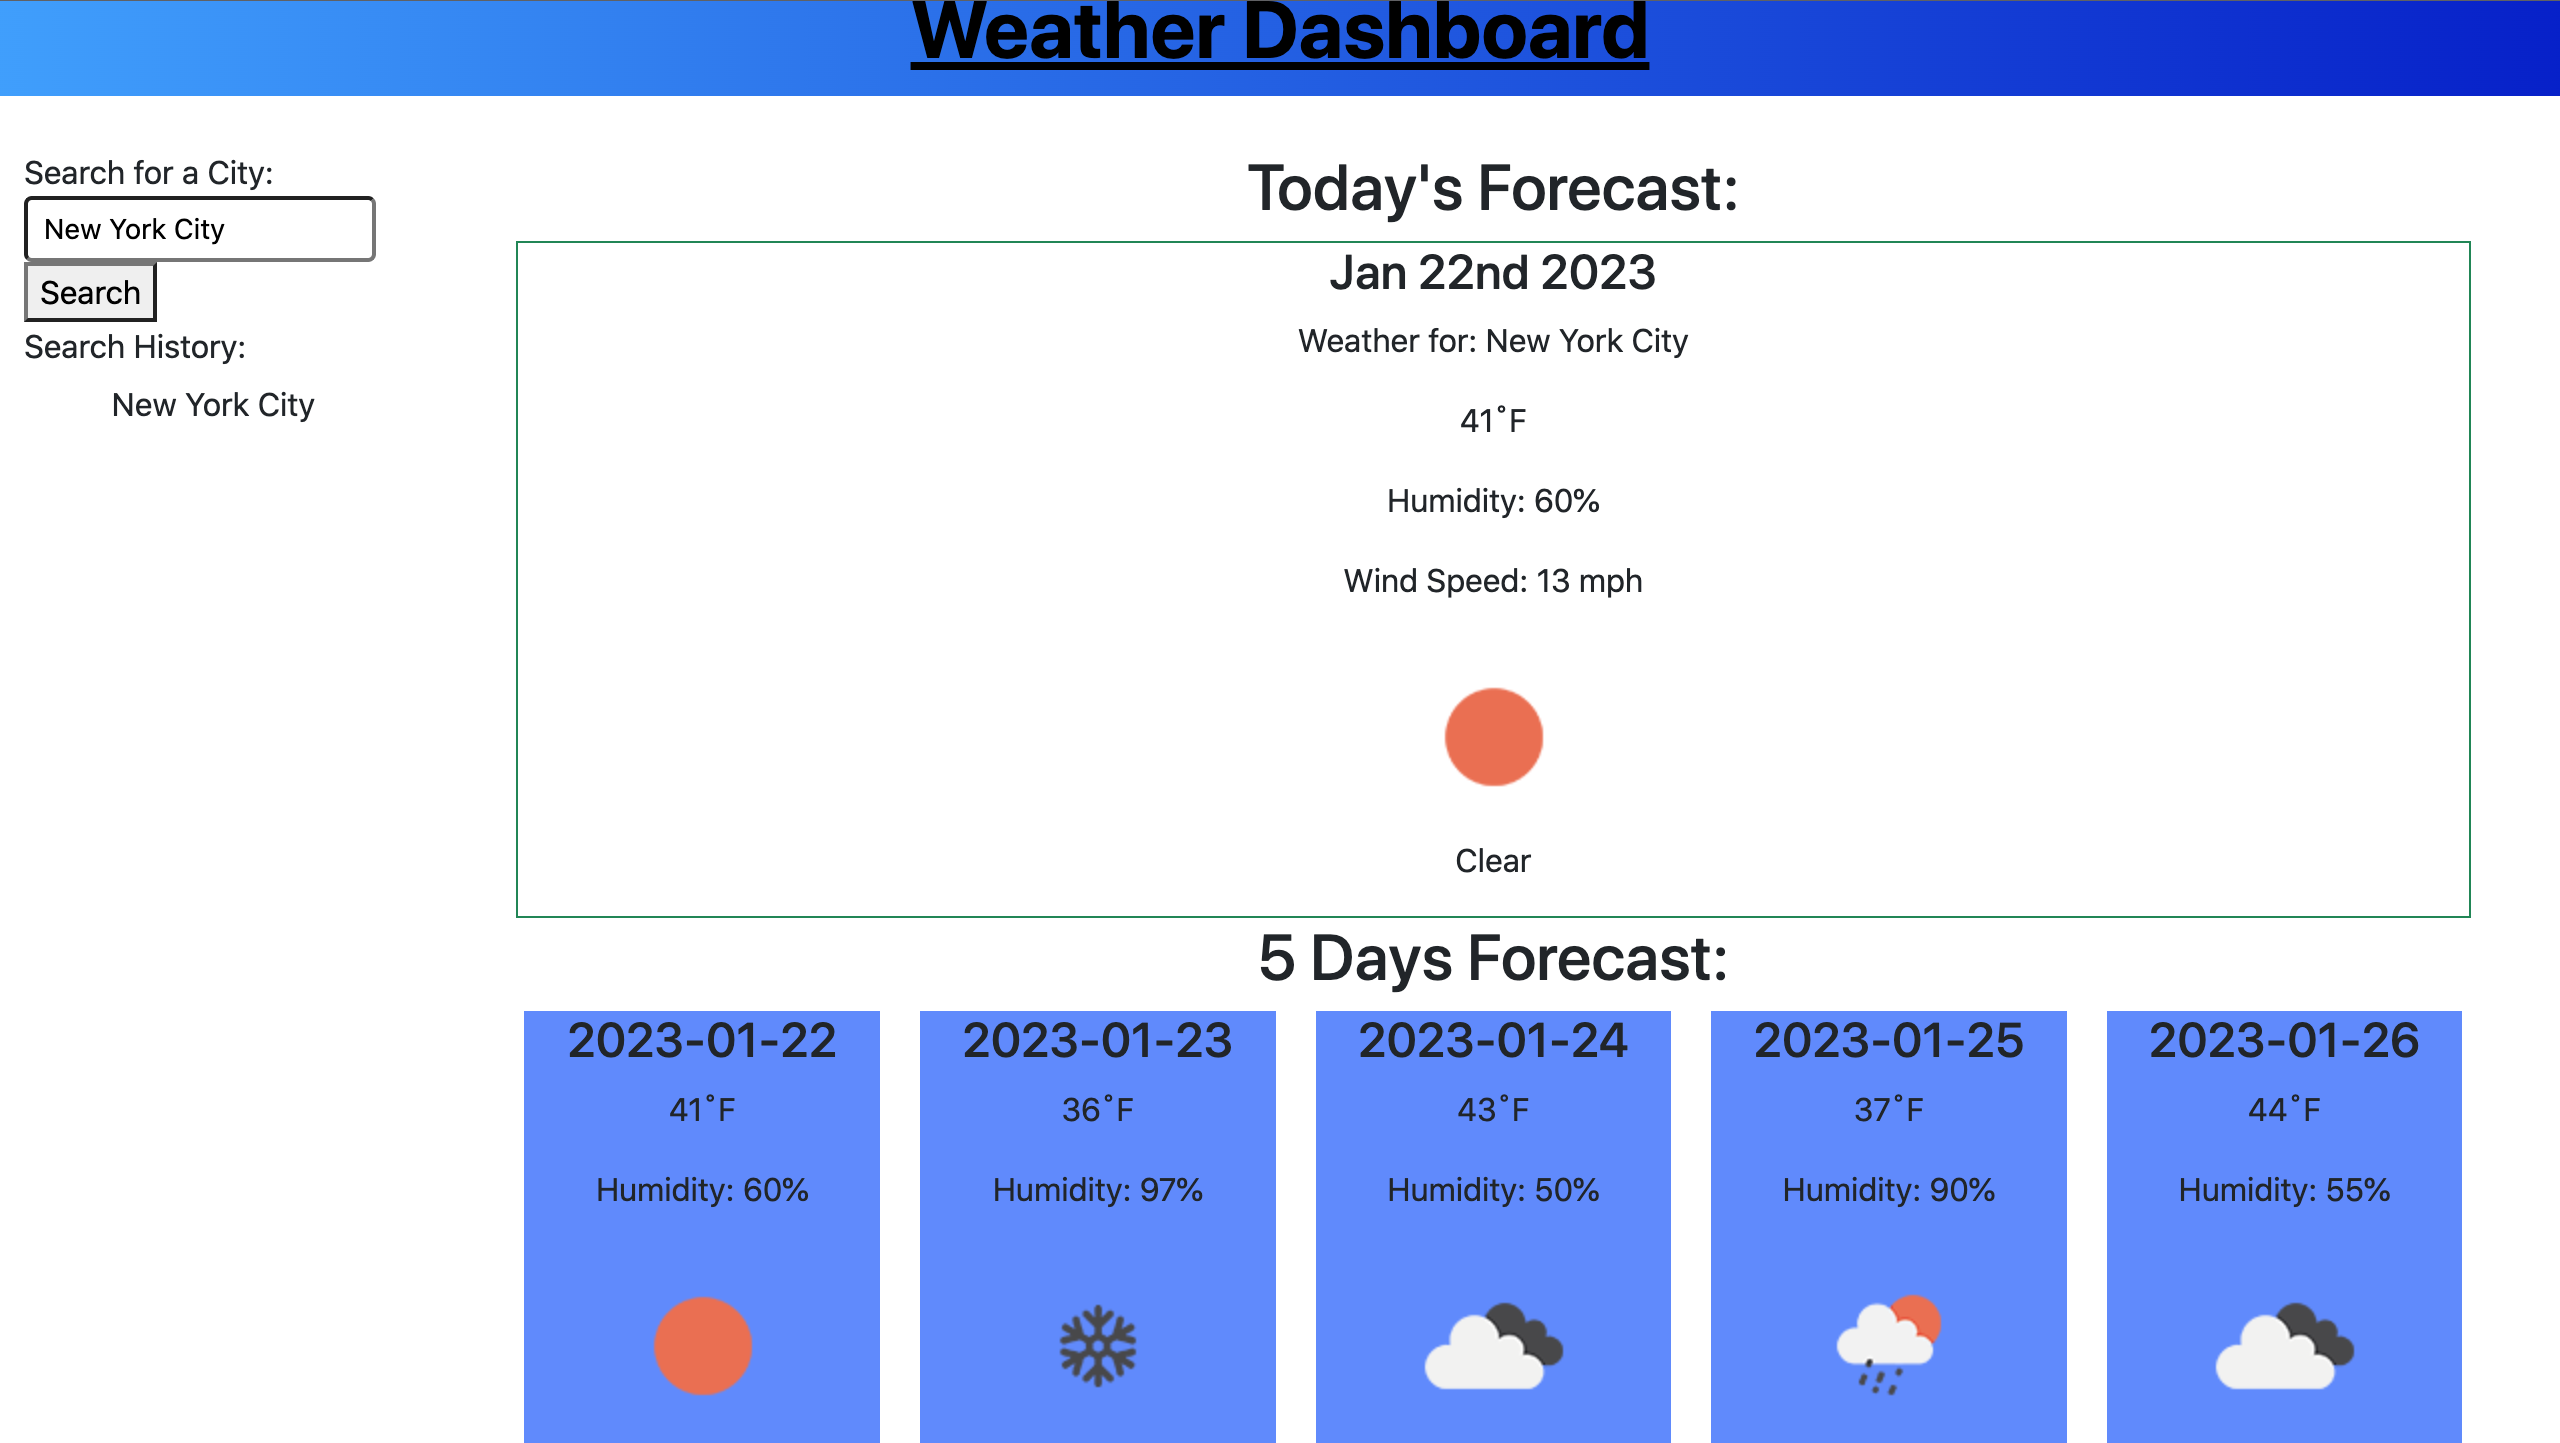 Weather Dashboard
Search for a City:
New York City
Search
Search History:
New York City
Today's Forecast:
Jan 22nd 2023
Weather for: New York City
41˚F
Humidity: 60%
Wind Speed: 13 mph
Clear
5 Days Forecast:
2023-01-22
41˚F
Humidity: 60%
2023-01-23
36˚F
Humidity: 97%
2023-01-24
43˚F
Humidity: 50%
2023-01-25
37˚F
Humidity: 90%
2023-01-26
44˚F
Humidity: 55%